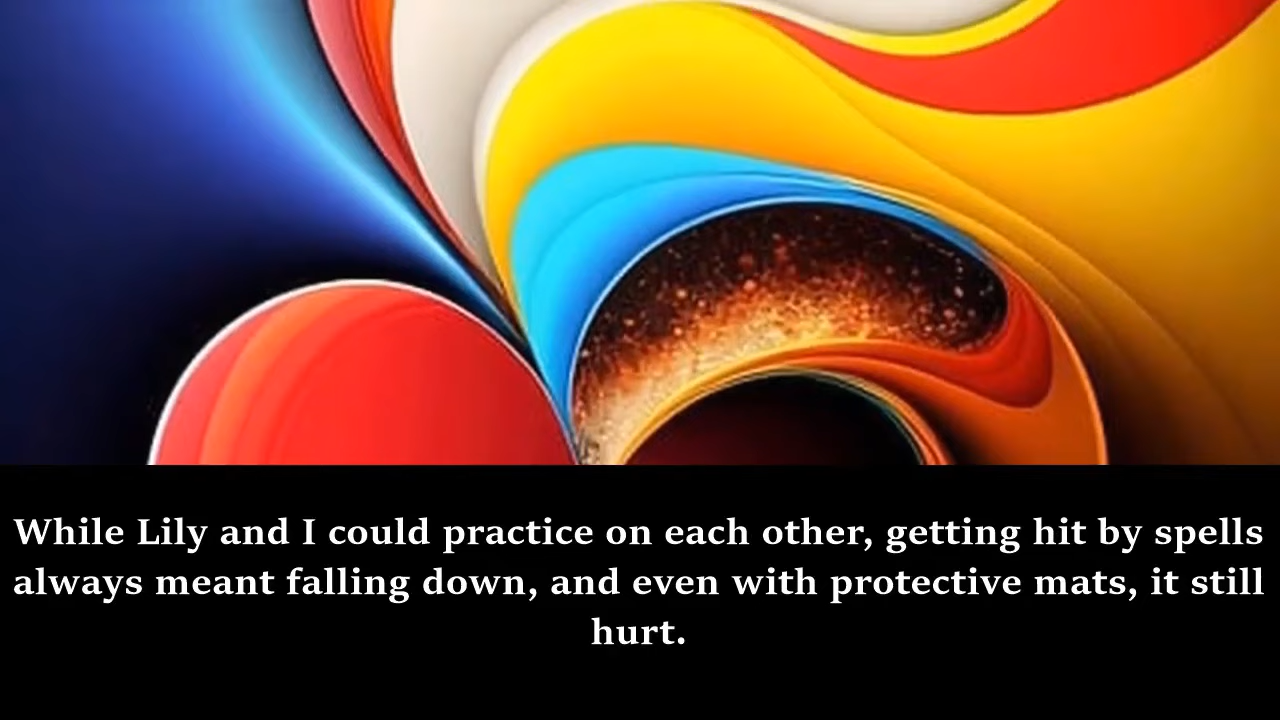 While Lily and I could practice on each other, getting hit by spells
always meant falling down, and even with protective mats, it still
hurt.